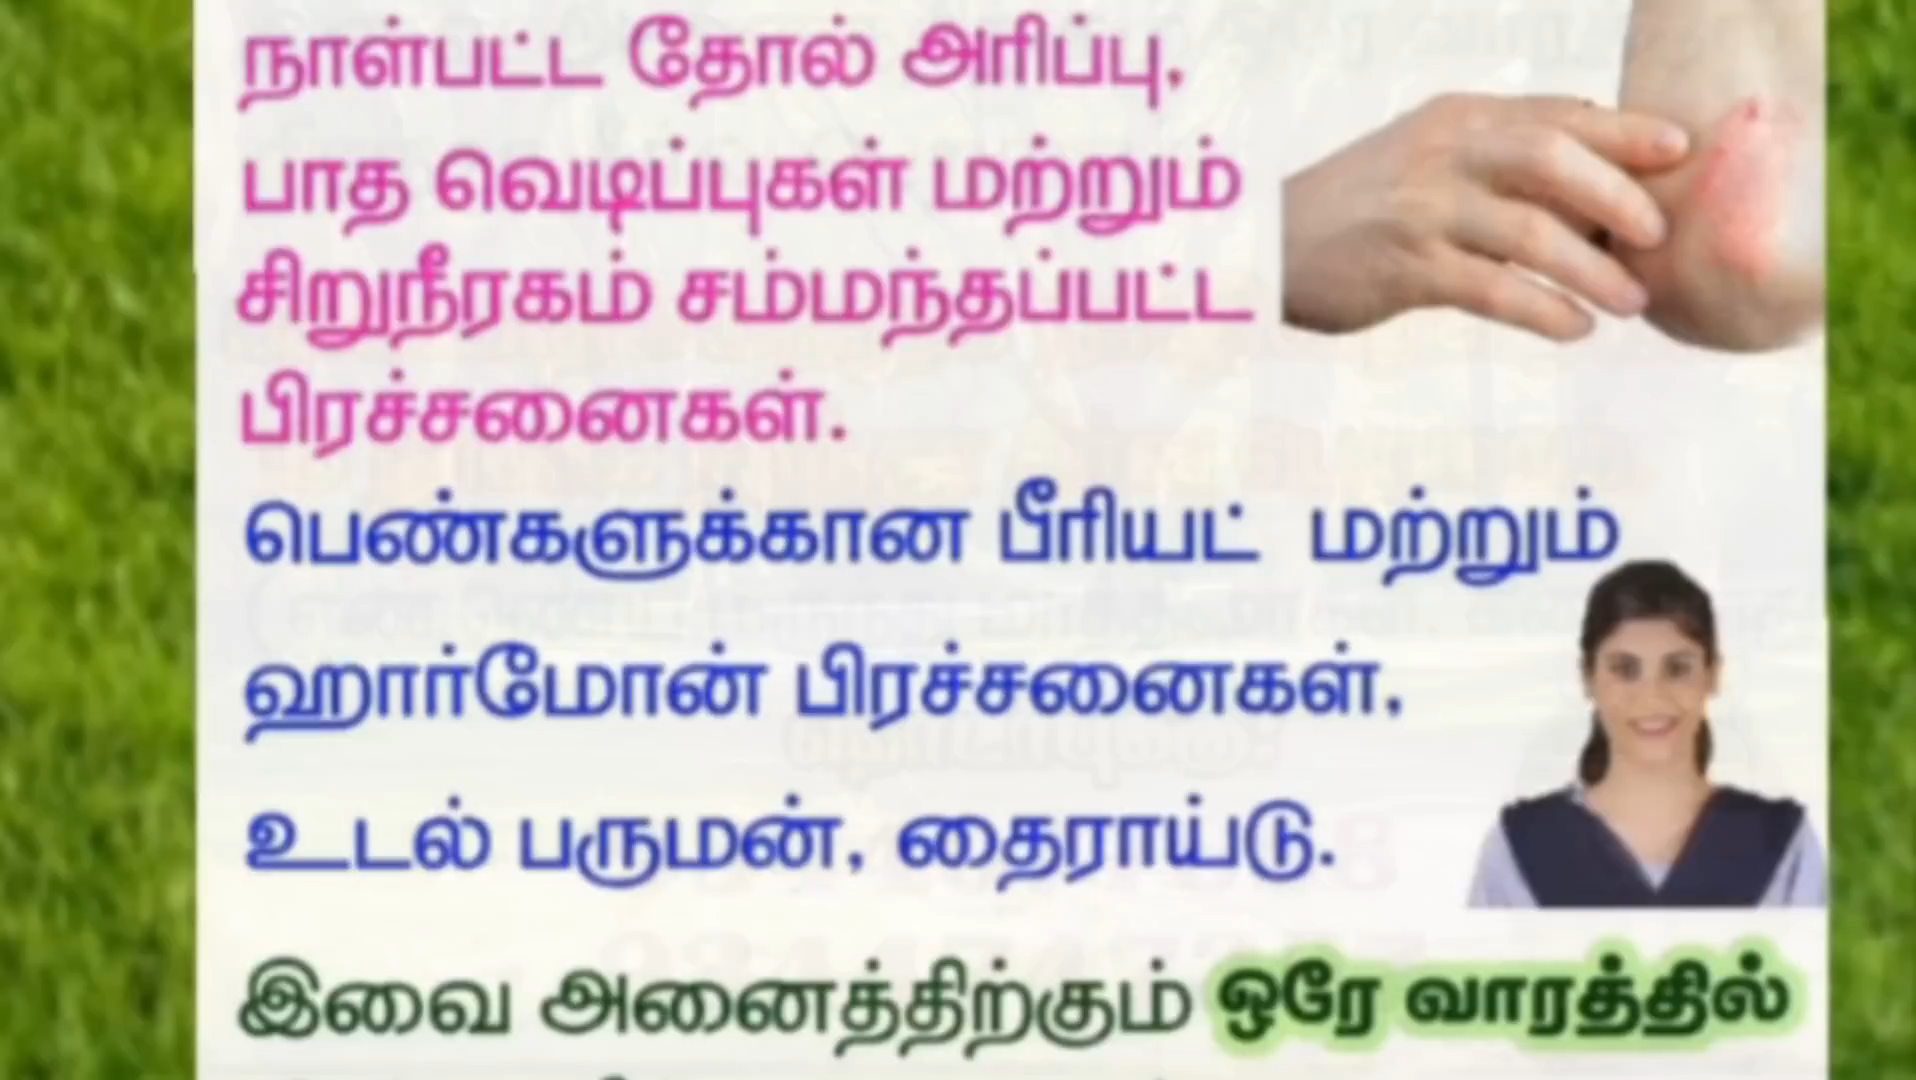 நாள்பட்ட தோல் அரிப்பு,
பாத வெடிப்புகள் மற்றும்
சிறுநீரகம் சம்மந்தப்பட்ட
பிரச்சனைகள்.
பெண்களுக்கான பீரியட் மற்றும்
ஹார்மோன் பிரச்சனைகள்,
உடல் பருமன், தைராய்டு.
இவை அனைத்திற்கும் ஒரே வாரத்தில்